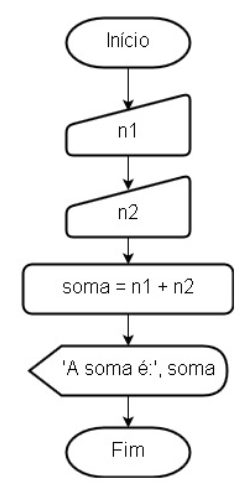 Início
n1
n2
soma = n1 + n2
'A soma é:', soma
Fim